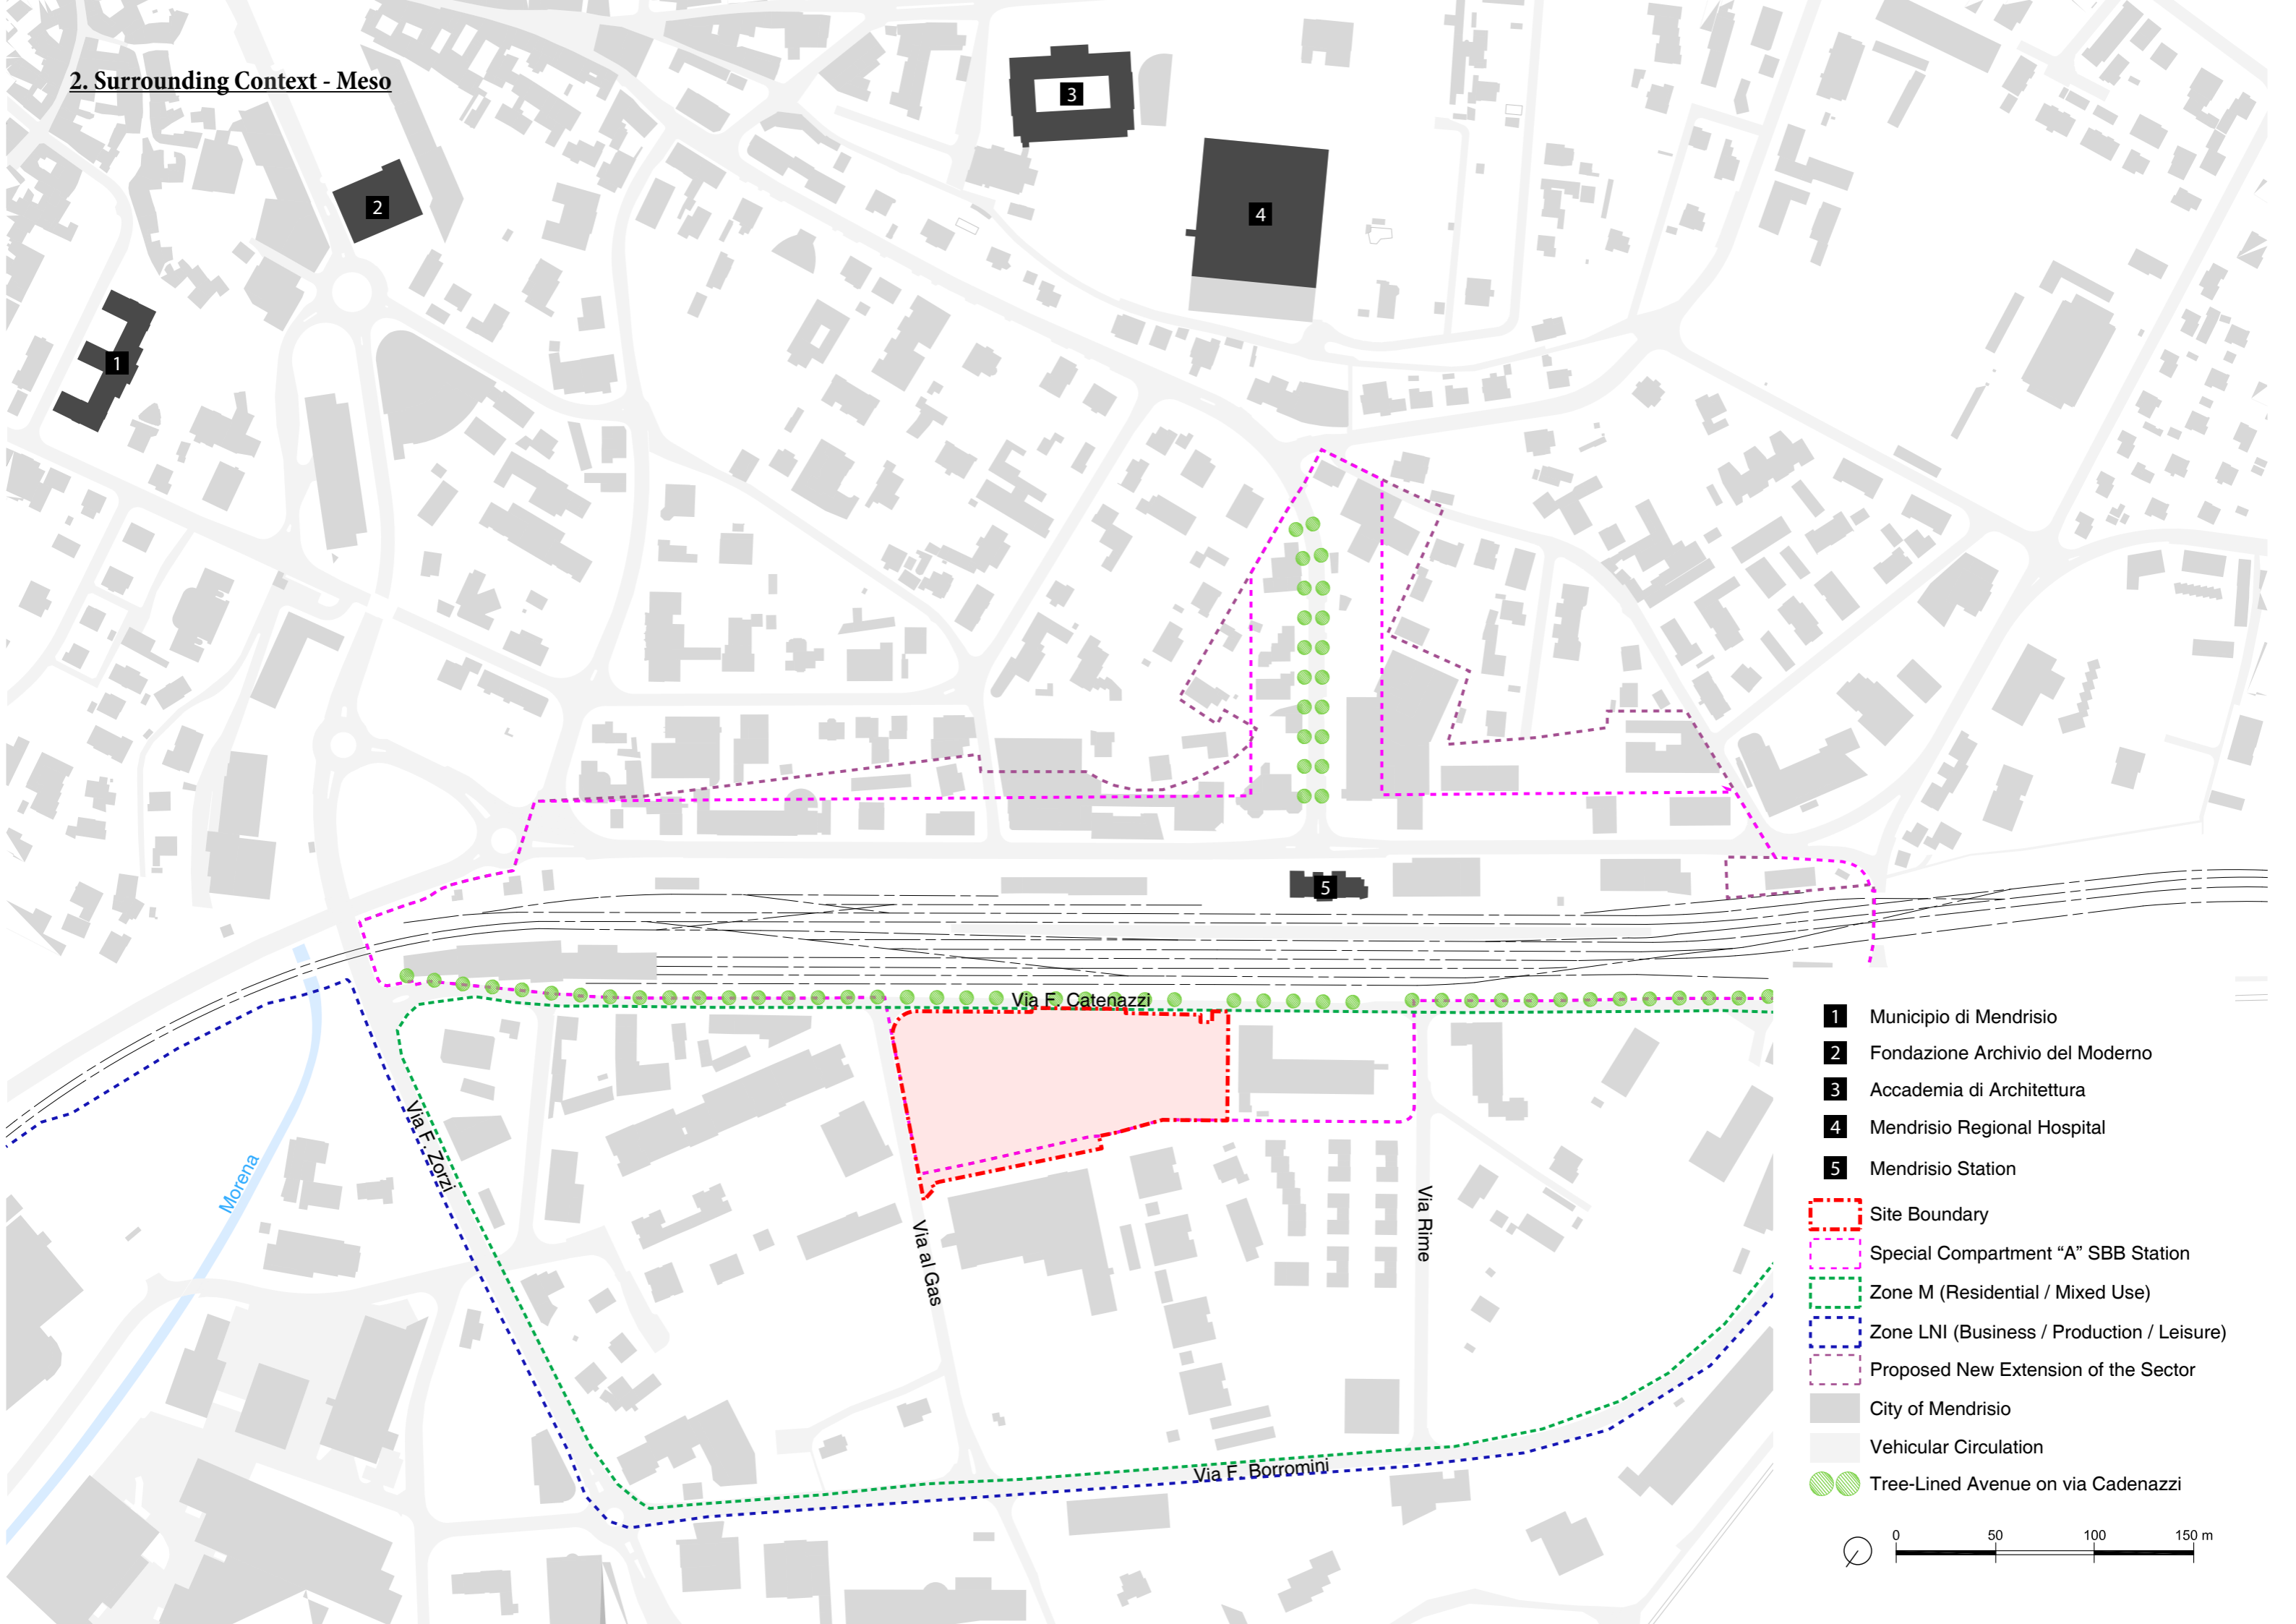 2. Surrounding Context - Meso
3
2
4
1
5
Via F. Catenazzi
Via F. Zorzi
Morena
Via al Gas
Via Rime
Via F. Borromini
1 Municipio di Mendrisio
2 Fondazione Archivio del Moderno
3 Accademia di Architettura
4 Mendrisio Regional Hospital
5 Mendrisio Station
Site Boundary
Special Compartment “A” SBB Station
Zone M (Residential / Mixed Use)
Zone LNI (Business / Production / Leisure)
Proposed New Extension of the Sector
City of Mendrisio
Vehicular Circulation
Tree-Lined Avenue on via Cadenazzi
0 50 100 150 m